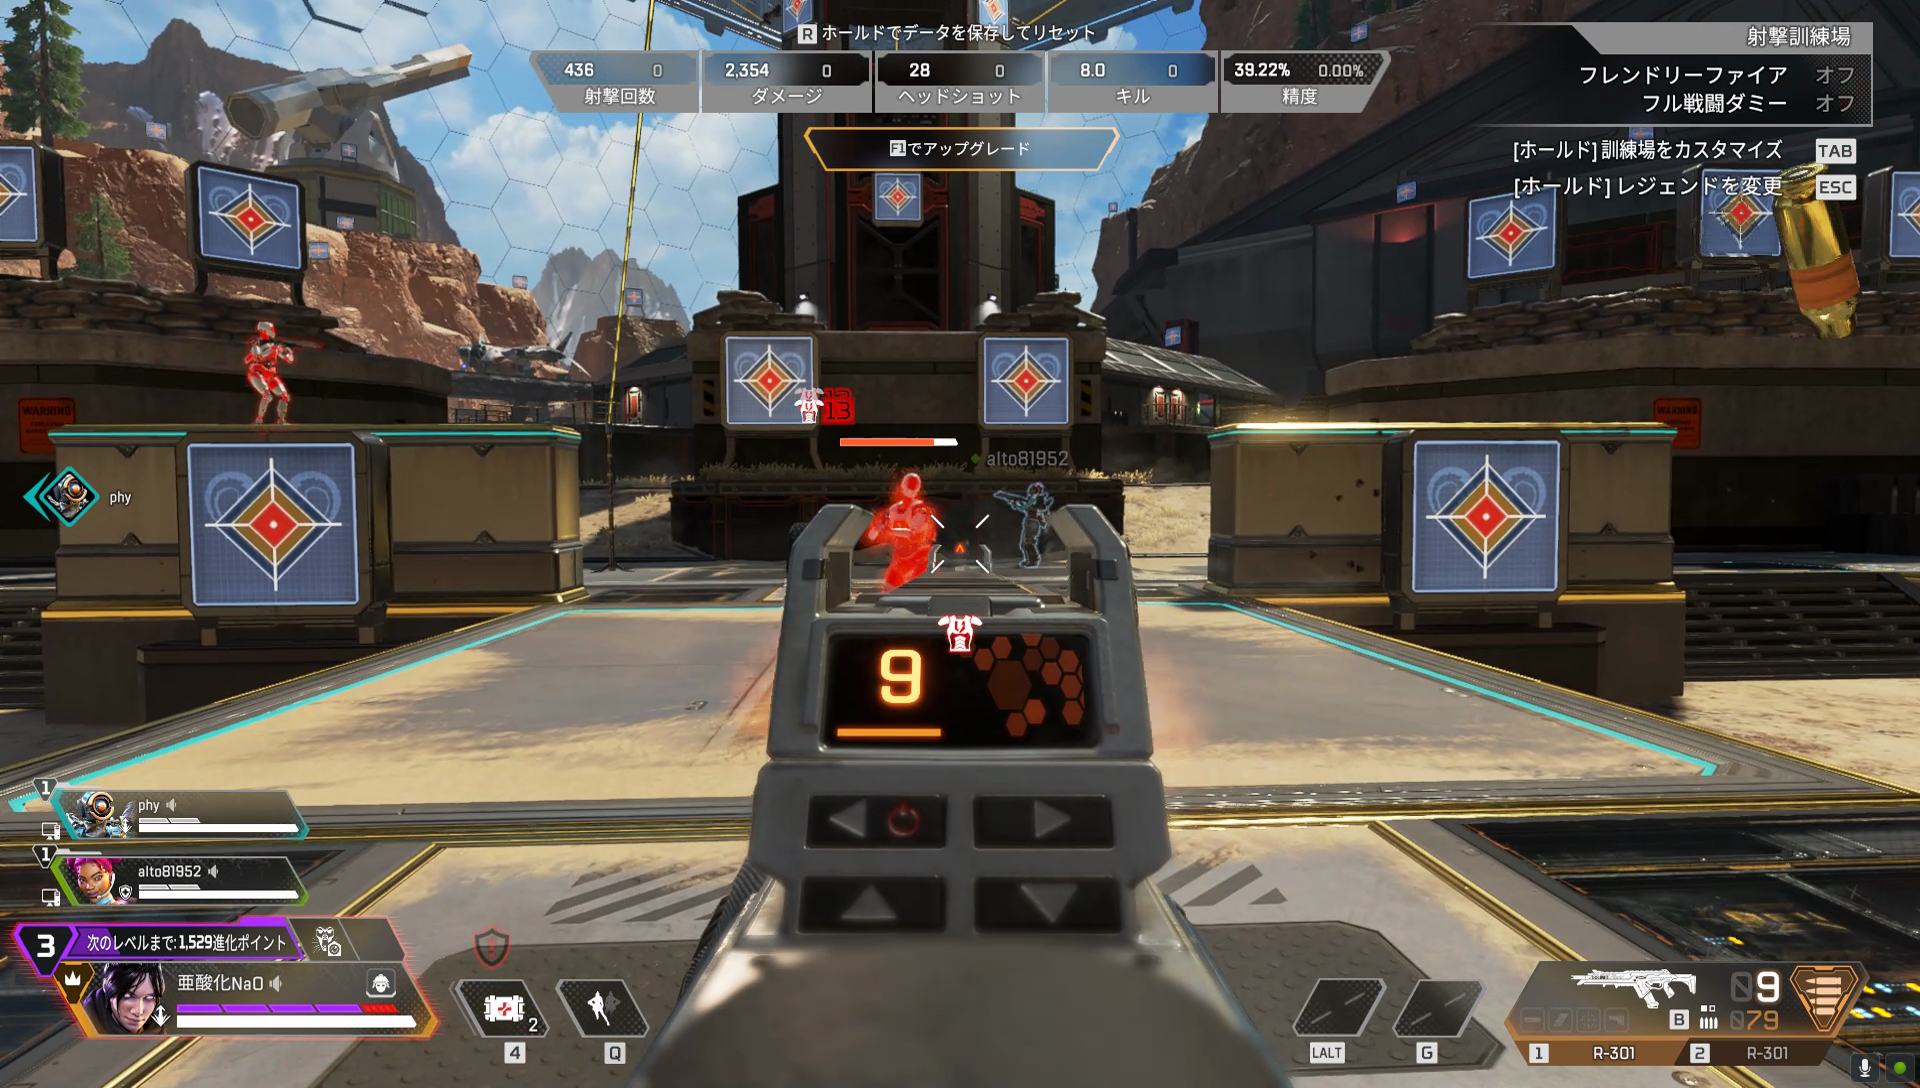 R ホールドでデータを保存してリセット
436 0 2,354 0 28 0 8.0 0 39.22% 0.00%
射撃回数 ダメージ ヘッドショット キル 精度
F1でアップグレード
射撃訓練場
フレンドリーファイア オフ
フル戦闘ダミー オフ
[ホールド]訓練場をカスタマイズ TAB
[ホールド]レジェンドを変更 ESC
WARNING
WARNING
13
alto81952
phy
9
1
phy
1
alto81952
3 次のレベルまで:1,529進化ポイント
亜酸化NaO
2
4 Q
LALT G
09
B 079
1 R-301 2 R-301